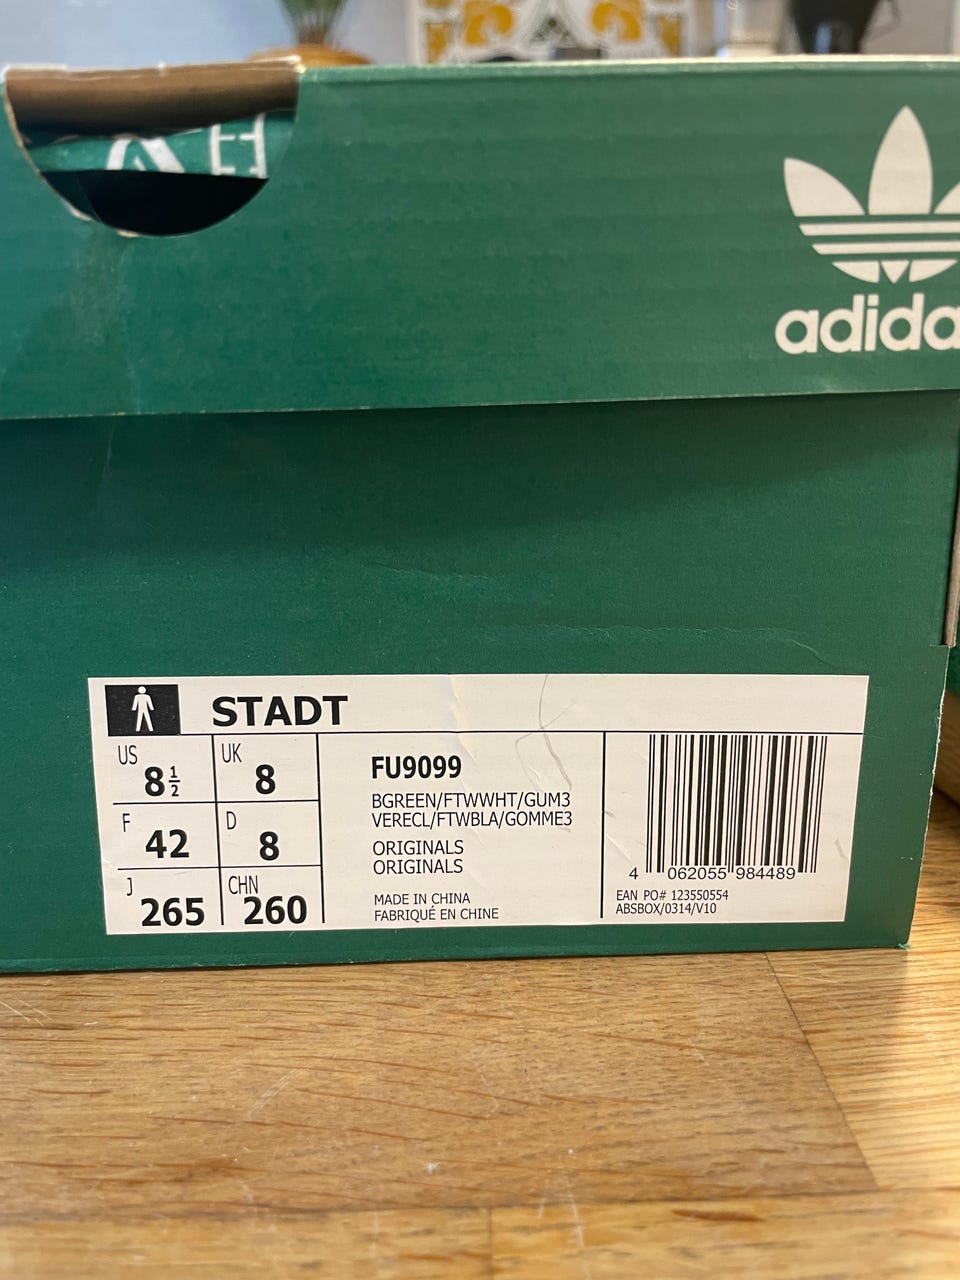 adida
STADT
US 8½ UK 8
F 42 D 8
J 265 CHN 260
FU9099
BGREEN/FTWWHT/GUM3
VERECL/FTWBLA/GOMME3
ORIGINALS
ORIGINALS
MADE IN CHINA
FABRIQUÉ EN CHINE
4 062055 984489
EAN PO# 123550554
ABSBOX/0314/V10